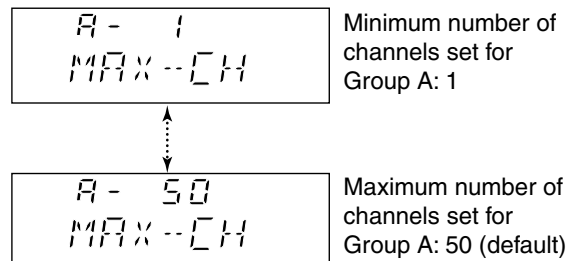 A- 1
MAX--CH
Minimum number of
channels set for
Group A: 1
A- 50
MAX--CH
Maximum number of
channels set for
Group A: 50 (default)